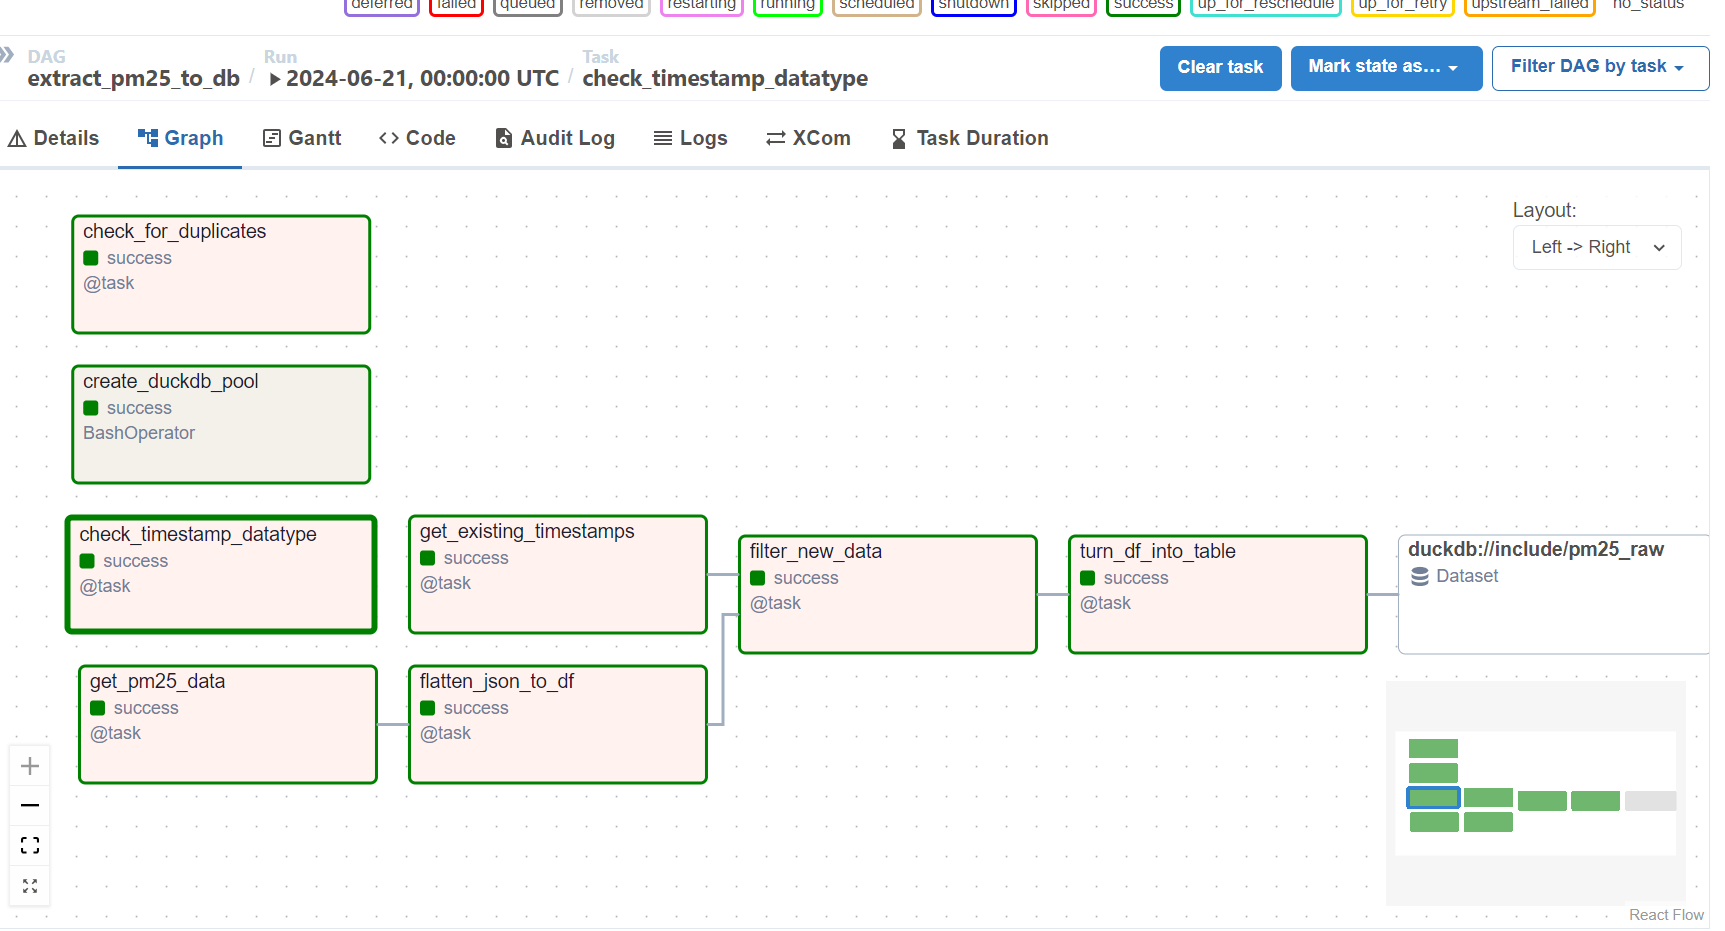 deferred failed queued removed restarting running scheduled shutdown skipped success up_for_reschedule up_for_retry upstream_failed no_status
DAG Run Task
extract_pm25_to_db / 2024-06-21, 00:00:00 UTC / check_timestamp_datatype
Clear task
Mark state as...
Filter DAG by task
Details Graph Gantt Code Audit Log Logs XCom Task Duration
Layout:
Left -> Right
check_for_duplicates
success
@task
create_duckdb_pool
success
BashOperator
check_timestamp_datatype
success
@task
get_existing_timestamps
success
@task
filter_new_data
success
@task
turn_df_into_table
success
@task
duckdb://include/pm25_raw
Dataset
get_pm25_data
success
@task
flatten_json_to_df
success
@task
React Flow